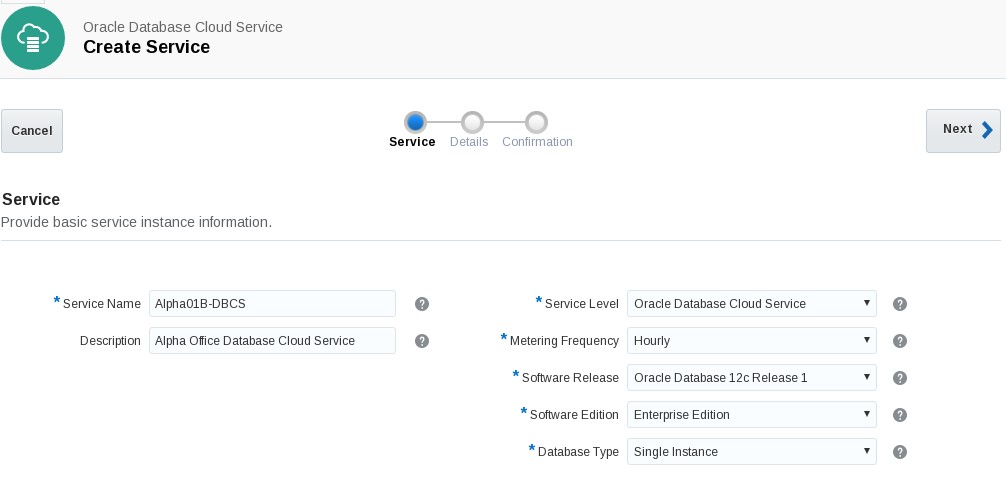 Oracle Database Cloud Service
Create Service
Cancel
Service Details Confirmation
Next
Service
Provide basic service instance information.
* Service Name Alpha01B-DBCS ?
Description Alpha Office Database Cloud Service ?
* Service Level Oracle Database Cloud Service ?
* Metering Frequency Hourly ?
* Software Release Oracle Database 12c Release 1 ?
* Software Edition Enterprise Edition ?
* Database Type Single Instance ?